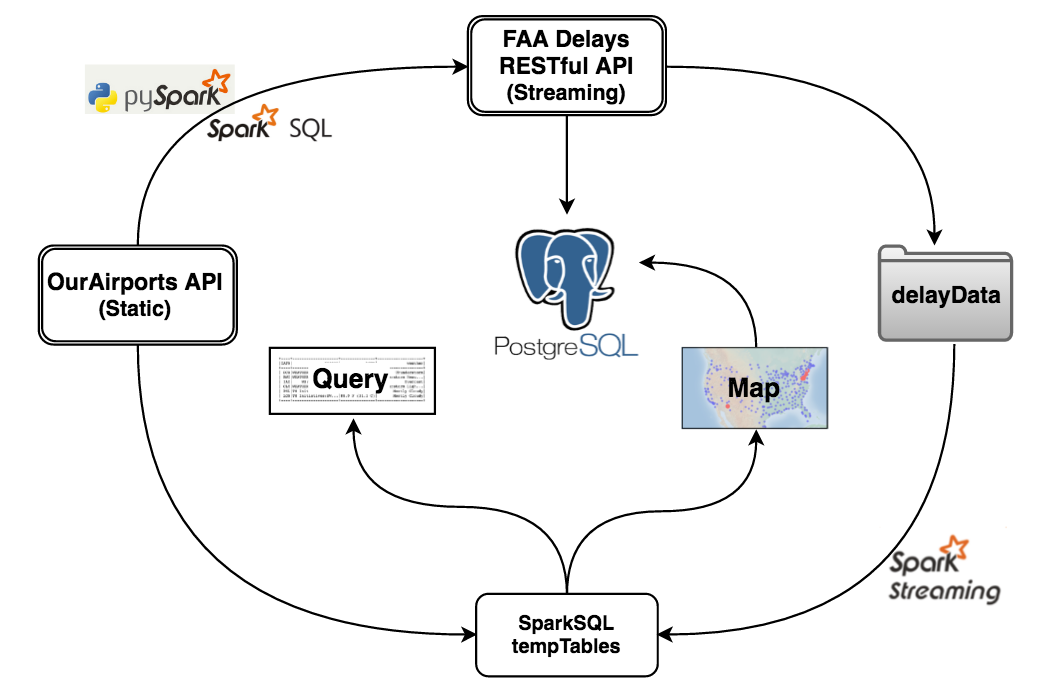 FAA Delays
RESTful API
(Streaming)
pySpark
Spark SQL
OurAirports API
(Static)
PostgreSQL
delayData
Query
Map
Spark
Streaming
SparkSQL
tempTables